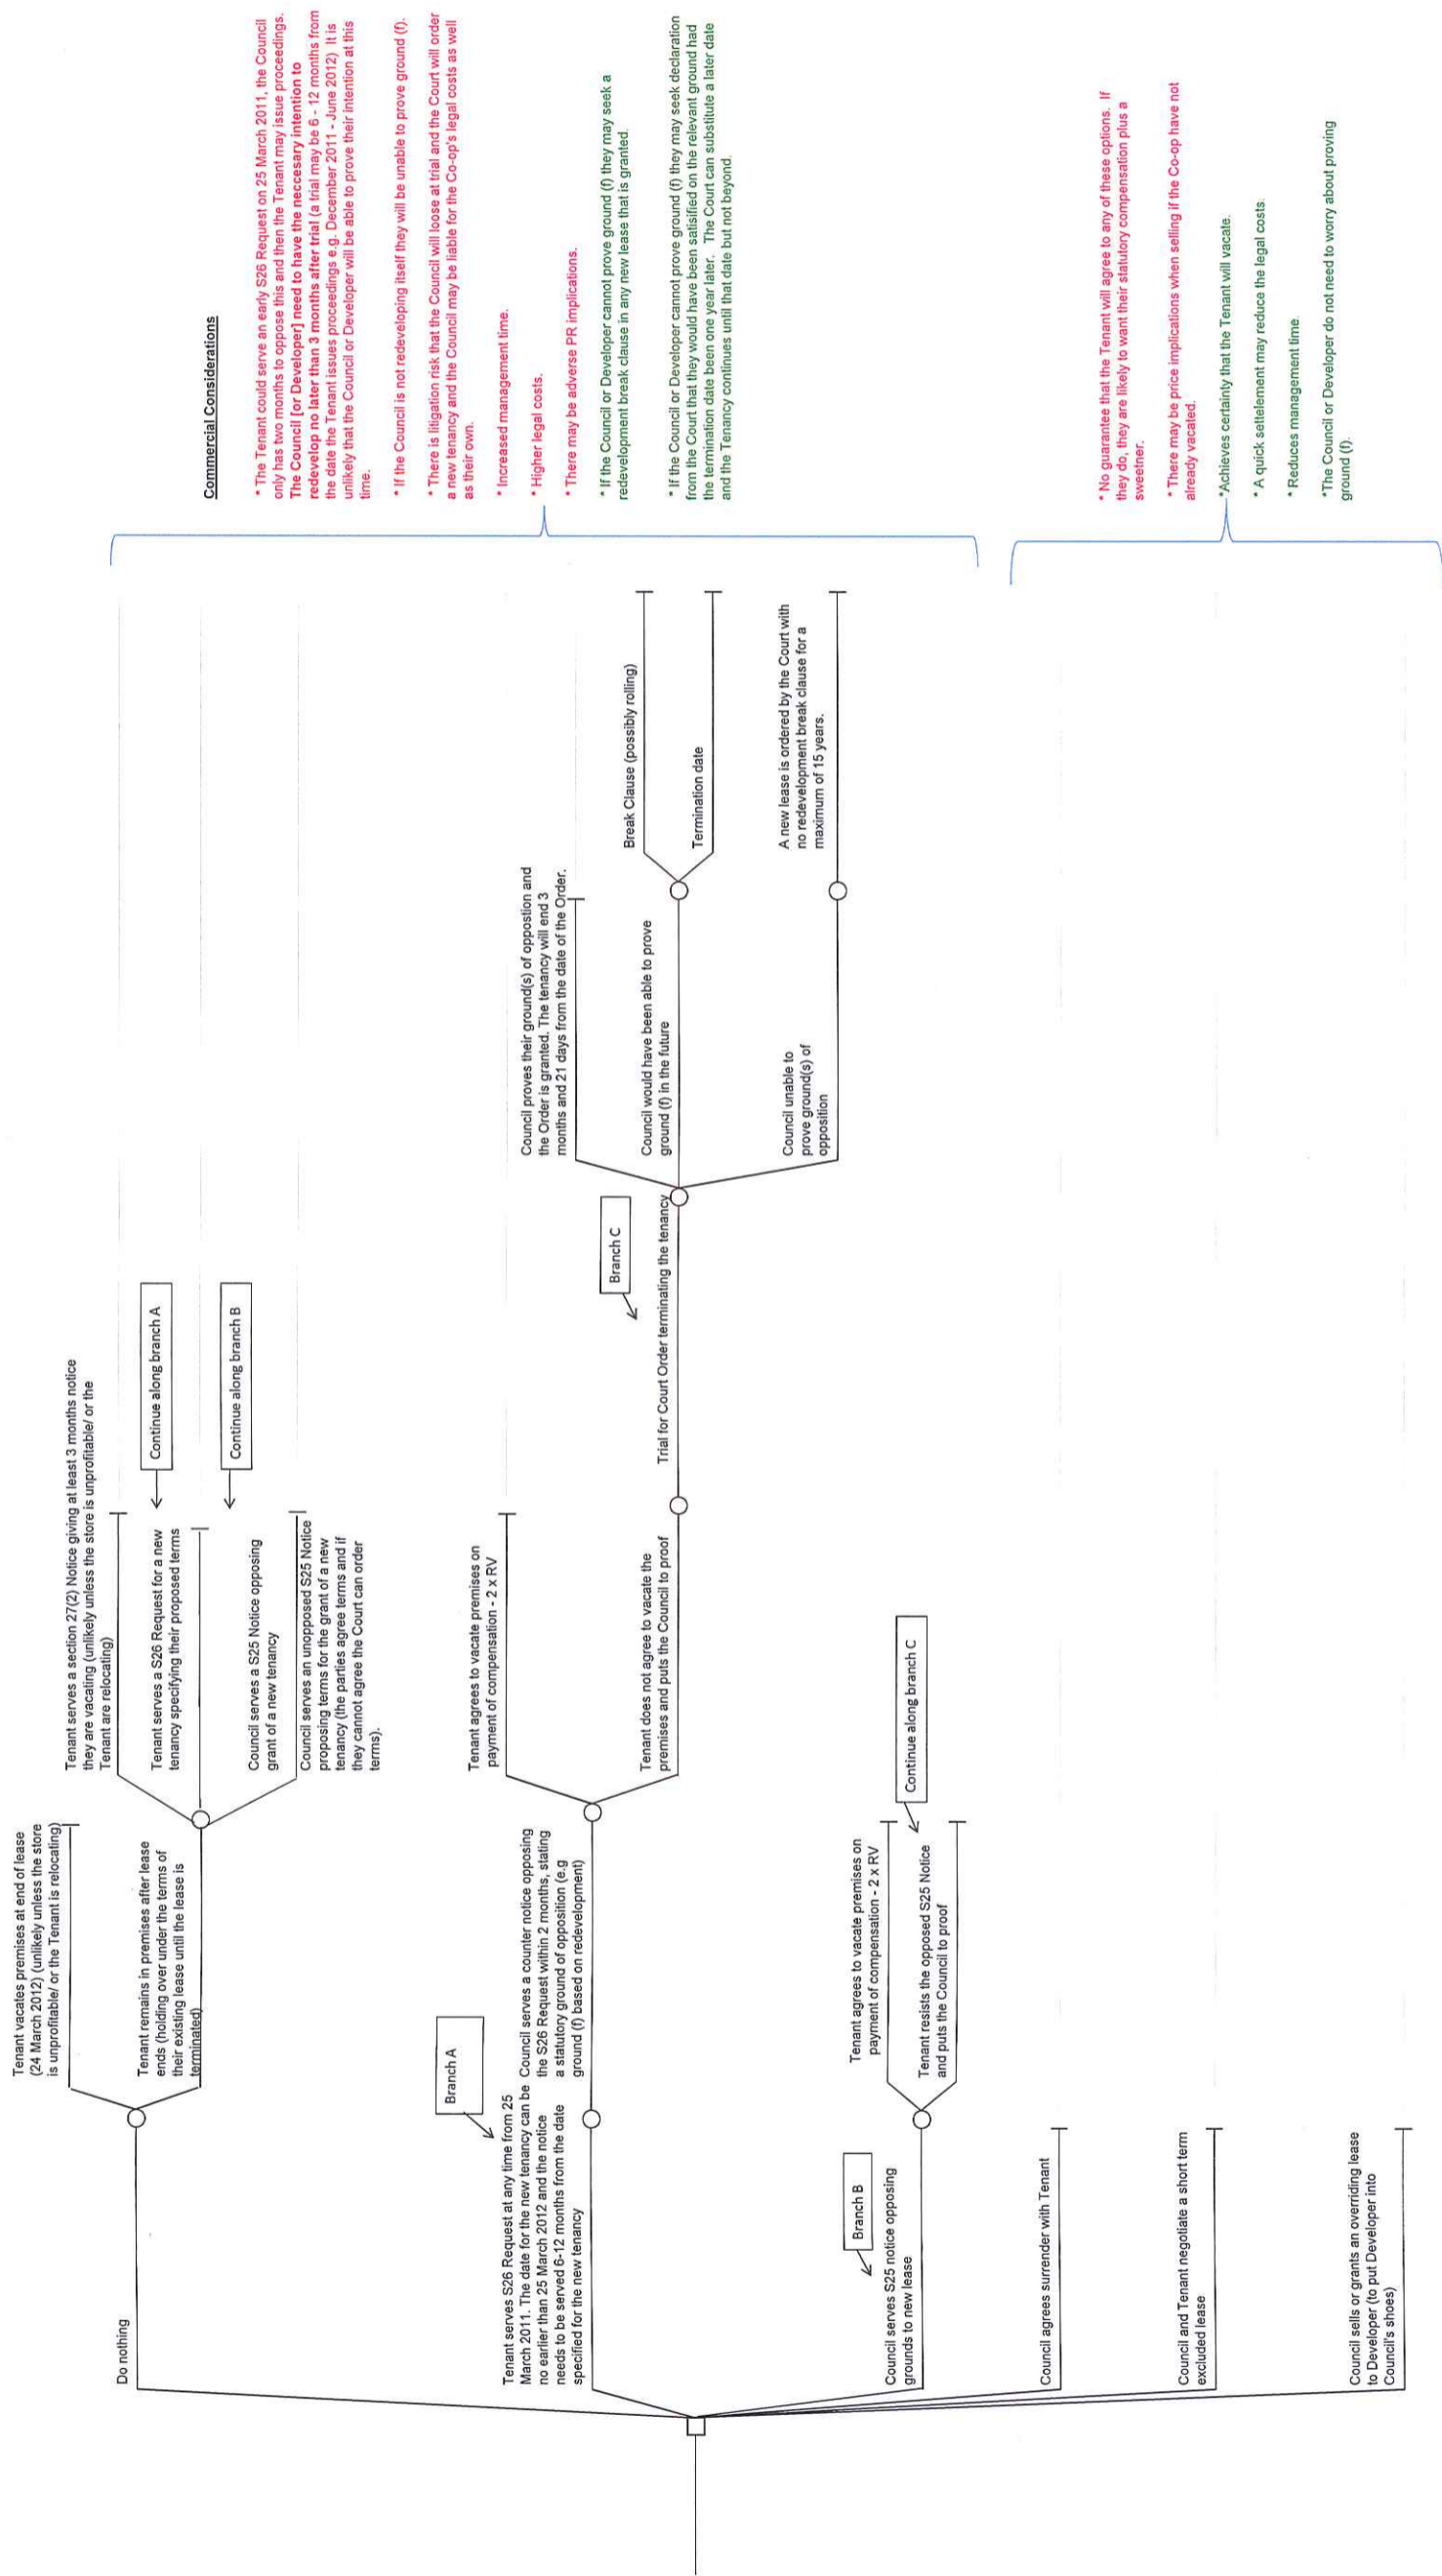 Do nothing
Tenant vacates premises at end of lease
(24 March 2012) (unlikely unless the store
is unprofitable/ or the Tenant is relocating)
Tenant remains in premises after lease
ends (holding over under the terms of
their existing lease until the lease is
terminated)
Tenant serves a section 27(2) Notice giving at least 3 months notice
they are vacating (unlikely unless the store is unprofitable/ or the
Tenant are relocating)
Tenant serves a S26 Request for a new
tenancy specifying their proposed terms
Continue along branch A
Council serves a S25 Notice opposing
grant of a new tenancy
Continue along branch B
Council serves an unopposed S25 Notice
proposing terms for the grant of a new
tenancy (the parties agree terms and if
they cannot agree the Court can order
terms).
Branch A
Tenant serves S26 Request at any time from 25
March 2011. The date for the new tenancy can be
no earlier than 25 March 2012 and the notice
needs to be served 6-12 months from the date
specified for the new tenancy
Council serves a counter notice opposing
the S26 Request within 2 months, stating
a statutory ground of opposition (e.g
ground (f) based on redevelopment)
Tenant agrees to vacate premises on
payment of compensation - 2 x RV
Tenant does not agree to vacate the
premises and puts the Council to proof
Branch C
Trial for Court Order terminating the tenancy
Council proves their ground(s) of oppostion and
the Order is granted. The tenancy will end 3
months and 21 days from the date of the Order.
Council would have been able to prove
ground (f) in the future
Break Clause (possibly rolling)
Termination date
Council unable to
prove ground(s) of
opposition
A new lease is ordered by the Court with
no redevelopment break clause for a
maximum of 15 years.
Branch B
Council serves S25 notice opposing
grounds to new lease
Tenant agrees to vacate premises on
payment of compensation - 2 x RV
Tenant resists the opposed S25 Notice
and puts the Council to proof
Continue along branch C
Council agrees surrender with Tenant
Council and Tenant negotiate a short term
excluded lease
Council sells or grants an overriding lease
to Developer (to put Developer into
Council's shoes)
Commercial Considerations
* The Tenant could serve an early S26 Request on 25 March 2011, the Council
only has two months to oppose this and then the Tenant may issue proceedings.
The Council [or Developer] need to have the neccesary intention to
redevelop no later than 3 months after trial (a trial may be 6 - 12 months from
the date the Tenant issues proceedings e.g. December 2011 - June 2012) It is
unlikely that the Council or Developer will be able to prove their intention at this
time.
* If the Council is not redeveloping itself they will be unable to prove ground (f).
* There is litigation risk that the Council will loose at trial and the Court will order
a new tenancy and the Council may be liable for the Co-op's legal costs as well
as their own.
* Increased management time.
* Higher legal costs.
* There may be adverse PR implications.
* If the Council or Developer cannot prove ground (f) they may seek a
redevelopment break clause in any new lease that is granted.
* If the Council or Developer cannot prove ground (f) they may seek declaration
from the Court that they would have been satisified on the relevant ground had
the termination date been one year later. The Court can substitute a later date
and the Tenancy continues until that date but not beyond.
* No guarantee that the Tenant will agree to any of these options. If
they do, they are likely to want their statutory compensation plus a
sweetner.
* There may be price implications when selling if the Co-op have not
already vacated.
*Achieves certainty that the Tenant will vacate.
* A quick settelement may reduce the legal costs.
* Reduces management time.
*The Council or Developer do not need to worry about proving
ground (f).